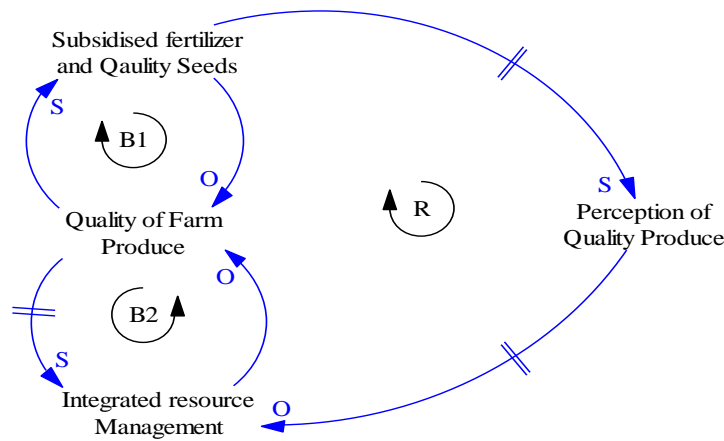 Subsidised fertilizer
and Qaulity Seeds
S
B1
O
S
R
Quality of Farm
Produce
Perception of
Quality Produce
O
B2
S
Integrated resource
Management
O